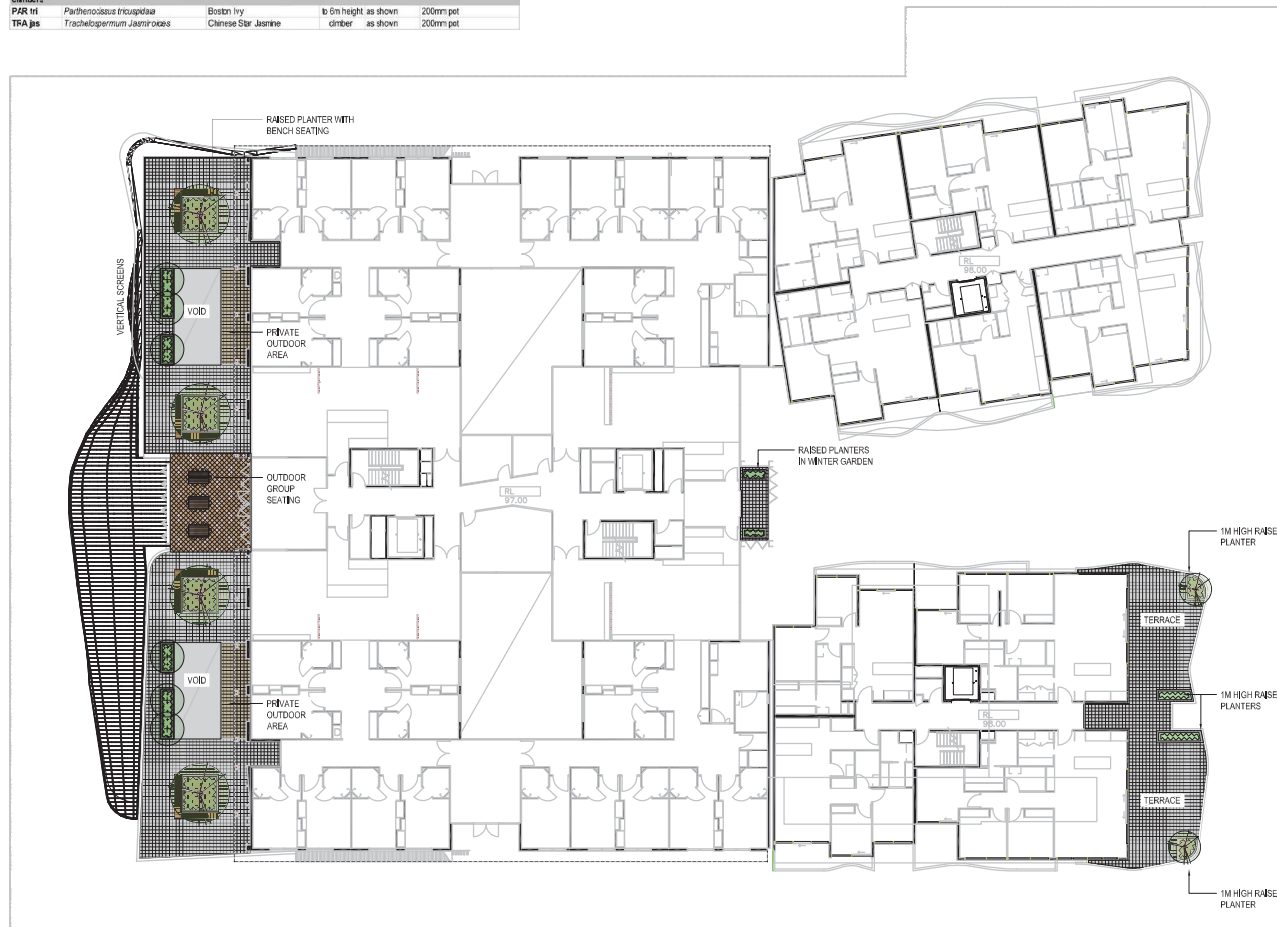 PAR tri Parthenocissus tricuspidata Boston Ivy to 6m height as shown 200mm pot
TRA jas Trachelospermum Jasminoides Chinese Star Jasmine climber as shown 200mm pot
RAISED PLANTER WITH
BENCH SEATING
VERTICAL SCREENS
VOID
PRIVATE
OUTDOOR
AREA
RL
98.00
OUTDOOR
GROUP
SEATING
RL
97.00
RAISED PLANTERS
IN WINTER GARDEN
1M HIGH RAISE
PLANTER
TERRACE
VOID
PRIVATE
OUTDOOR
AREA
1M HIGH RAISE
PLANTERS
RL
98.00
TERRACE
1M HIGH RAISE
PLANTER